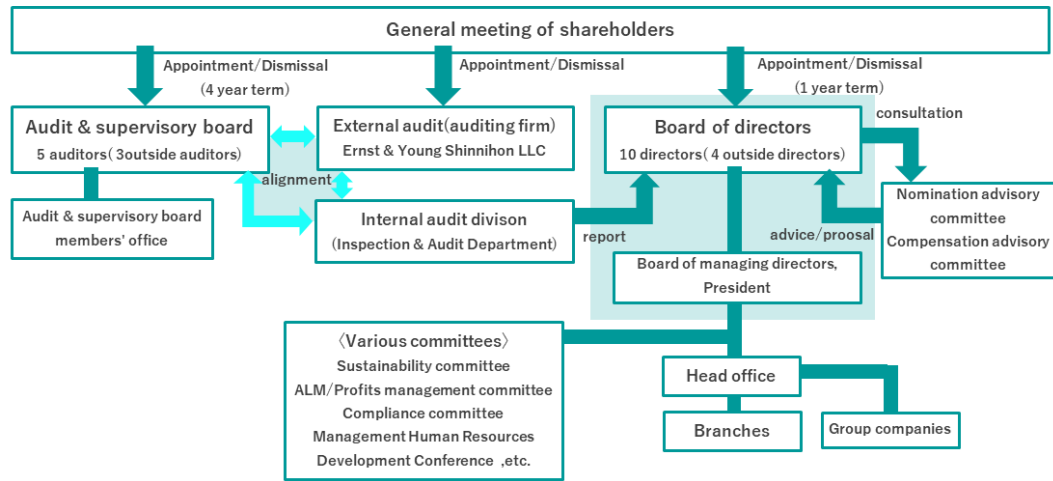 General meeting of shareholders
Appointment/Dismissal
(4 year term)
Appointment/Dismissal
Appointment/Dismissal
(1 year term)
Audit & supervisory board
5 auditors( 3outside auditors)
External audit(auditing firm)
Ernst & Young Shinnihon LLC
Board of directors
10 directors( 4 outside directors)
consultation
alignment
Audit & supervisory board
members' office
Internal audit divison
(Inspection & Audit Department)
report
advice/proosal
Nomination advisory
committee
Compensation advisory
committee
Board of managing directors,
President
〈Various committees〉
Sustainability committee
ALM/Profits management committee
Compliance committee
Management Human Resources
Development Conference ,etc.
Head office
Branches
Group companies